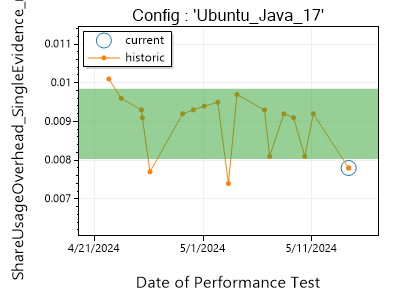 Config : 'Ubuntu_Java_17'
current
historic
0.011
0.01
0.009
0.008
0.007
4/21/2024
5/1/2024
5/11/2024
Date of Performance Test
ShareUsageOverhead_SingleEvidence_